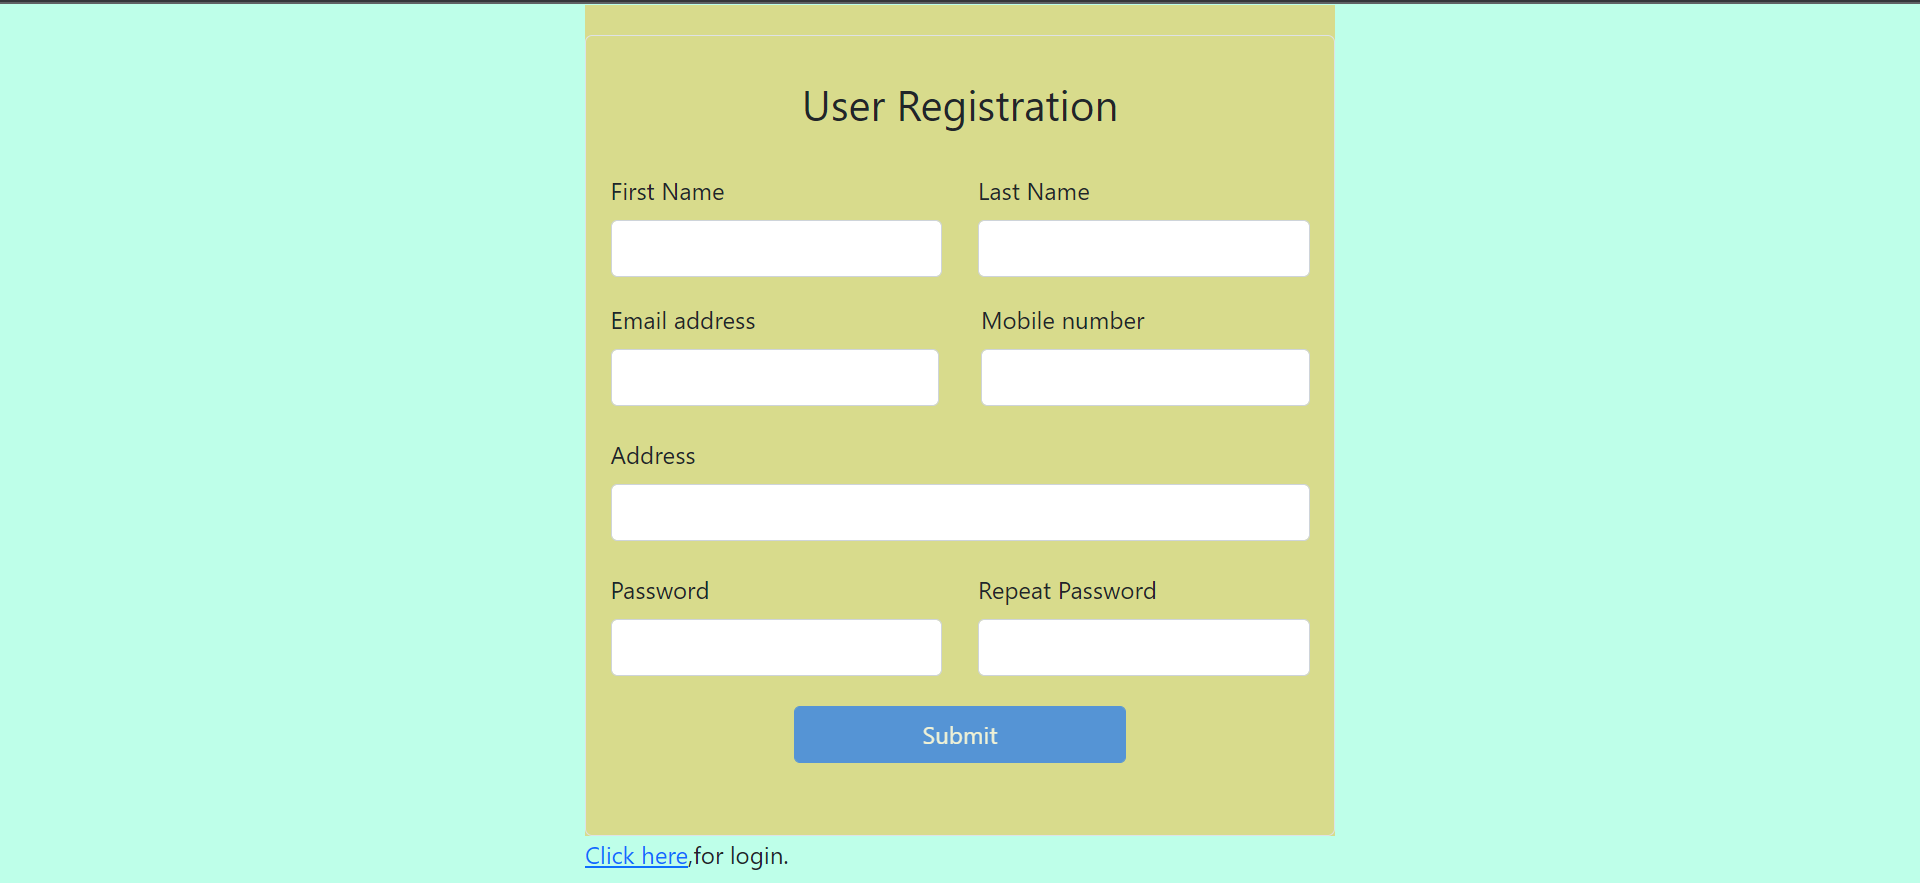 User Registration
First Name Last Name
Email address Mobile number
Address
Password Repeat Password
Submit
Click here,for login.